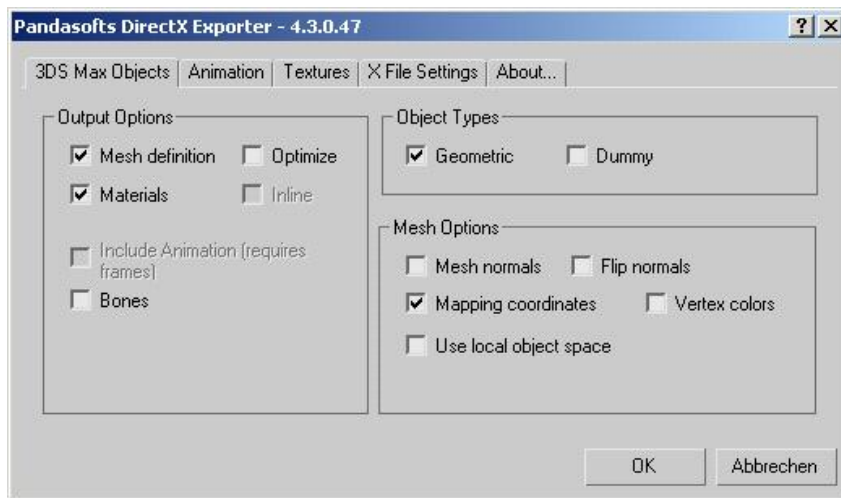 Pandasofts DirectX Exporter - 4.3.0.47
3DS Max Objects Animation Textures X File Settings About...
Output Options
Mesh definition Optimize
Materials Inline
Include Animation (requires
frames)
Bones
Object Types
Geometric Dummy
Mesh Options
Mesh normals Flip normals
Mapping coordinates Vertex colors
Use local object space
OK Abbrechen